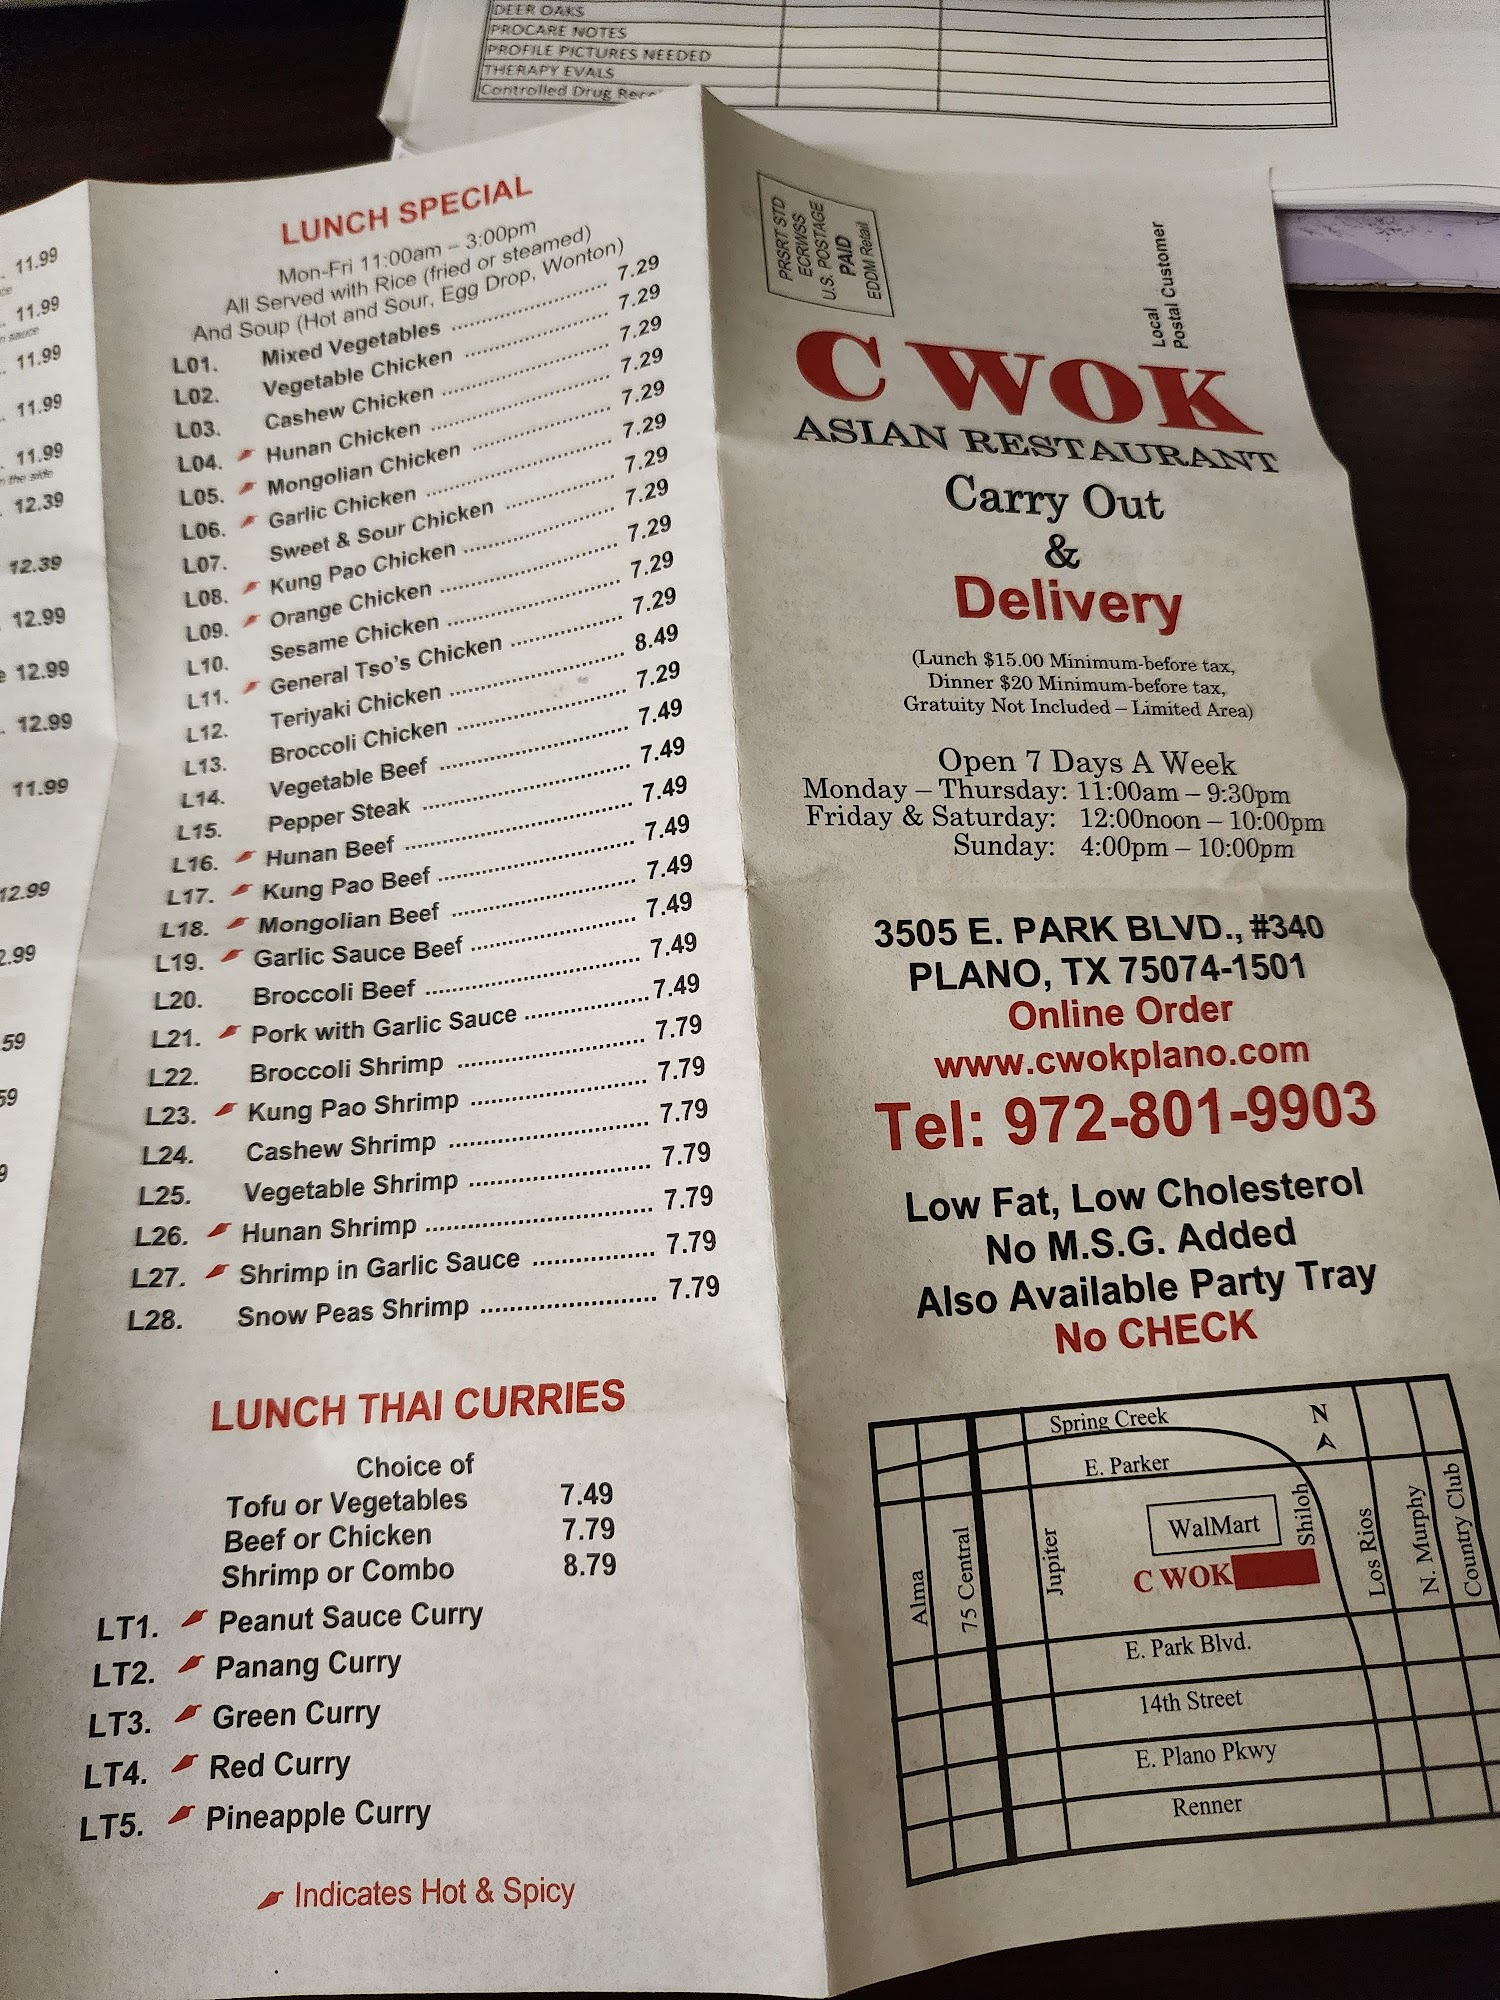 DEER OAKS
PROCARE NOTES
PROFILE PICTURES NEEDED
THERAPY EVALS
Controlled Drug
11.99
11.99
sauce
11.99
11.99
11.99
the side
12.39
12.39
12.99
12.99
12.99
11.99
12.99
2.99
59
59
9
LUNCH SPECIAL
Mon-Fri 11:00am – 3:00pm
All Served with Rice (fried or steamed)
And Soup (Hot and Sour, Egg Drop, Wonton)
L01. Mixed Vegetables 7.29
L02. Vegetable Chicken 7.29
L03. Cashew Chicken 7.29
L04. Hunan Chicken 7.29
L05. Mongolian Chicken 7.29
L06. Garlic Chicken 7.29
L07. Sweet & Sour Chicken 7.29
L08. Kung Pao Chicken 7.29
L09. Orange Chicken 7.29
L10. Sesame Chicken 7.29
L11. General Tso's Chicken 7.29
L12. Teriyaki Chicken 8.49
L13. Broccoli Chicken 7.29
L14. Vegetable Beef 7.49
L15. Pepper Steak 7.49
L16. Hunan Beef 7.49
L17. Kung Pao Beef 7.49
L18. Mongolian Beef 7.49
L19. Garlic Sauce Beef 7.49
L20. Broccoli Beef 7.49
L21. Pork with Garlic Sauce 7.49
L22. Broccoli Shrimp 7.79
L23. Kung Pao Shrimp 7.79
L24. Cashew Shrimp 7.79
L25. Vegetable Shrimp 7.79
L26. Hunan Shrimp 7.79
L27. Shrimp in Garlic Sauce 7.79
L28. Snow Peas Shrimp 7.79
LUNCH THAI CURRIES
Choice of
Tofu or Vegetables 7.49
Beef or Chicken 7.79
Shrimp or Combo 8.79
LT1. Peanut Sauce Curry
LT2. Panang Curry
LT3. Green Curry
LT4. Red Curry
LT5. Pineapple Curry
Indicates Hot & Spicy
PRSRT STD
ECRWSS
U.S. POSTAGE
PAID
EDDM Retail
Local
Postal Customer
C WOK
ASIAN RESTAURANT
Carry Out
&
Delivery
(Lunch $15.00 Minimum-before tax,
Dinner $20 Minimum-before tax,
Gratuity Not Included – Limited Area)
Open 7 Days A Week
Monday – Thursday: 11:00am – 9:30pm
Friday & Saturday: 12:00noon – 10:00pm
Sunday: 4:00pm – 10:00pm
3505 E. PARK BLVD., #340
PLANO, TX 75074-1501
Online Order
www.cwokplano.com
Tel: 972-801-9903
Low Fat, Low Cholesterol
No M.S.G. Added
Also Available Party Tray
No CHECK
Spring Creek
N
E. Parker
WalMart
C WOK
Alma
75 Central
Jupiter
Shiloh
Los Rios
N. Murphy
Country Club
E. Park Blvd.
14th Street
E. Plano Pkwy
Renner